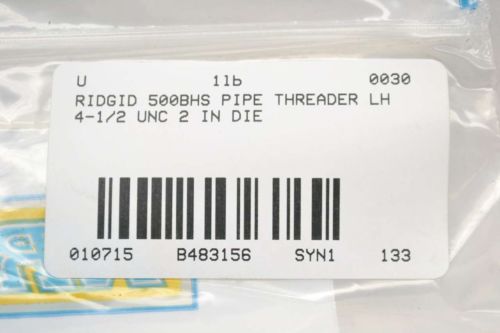 U 1lb 0030
RIDGID 500BHS PIPE THREADER LH
4-1/2 UNC 2 IN DIE
010715 B483156 SYN1 133